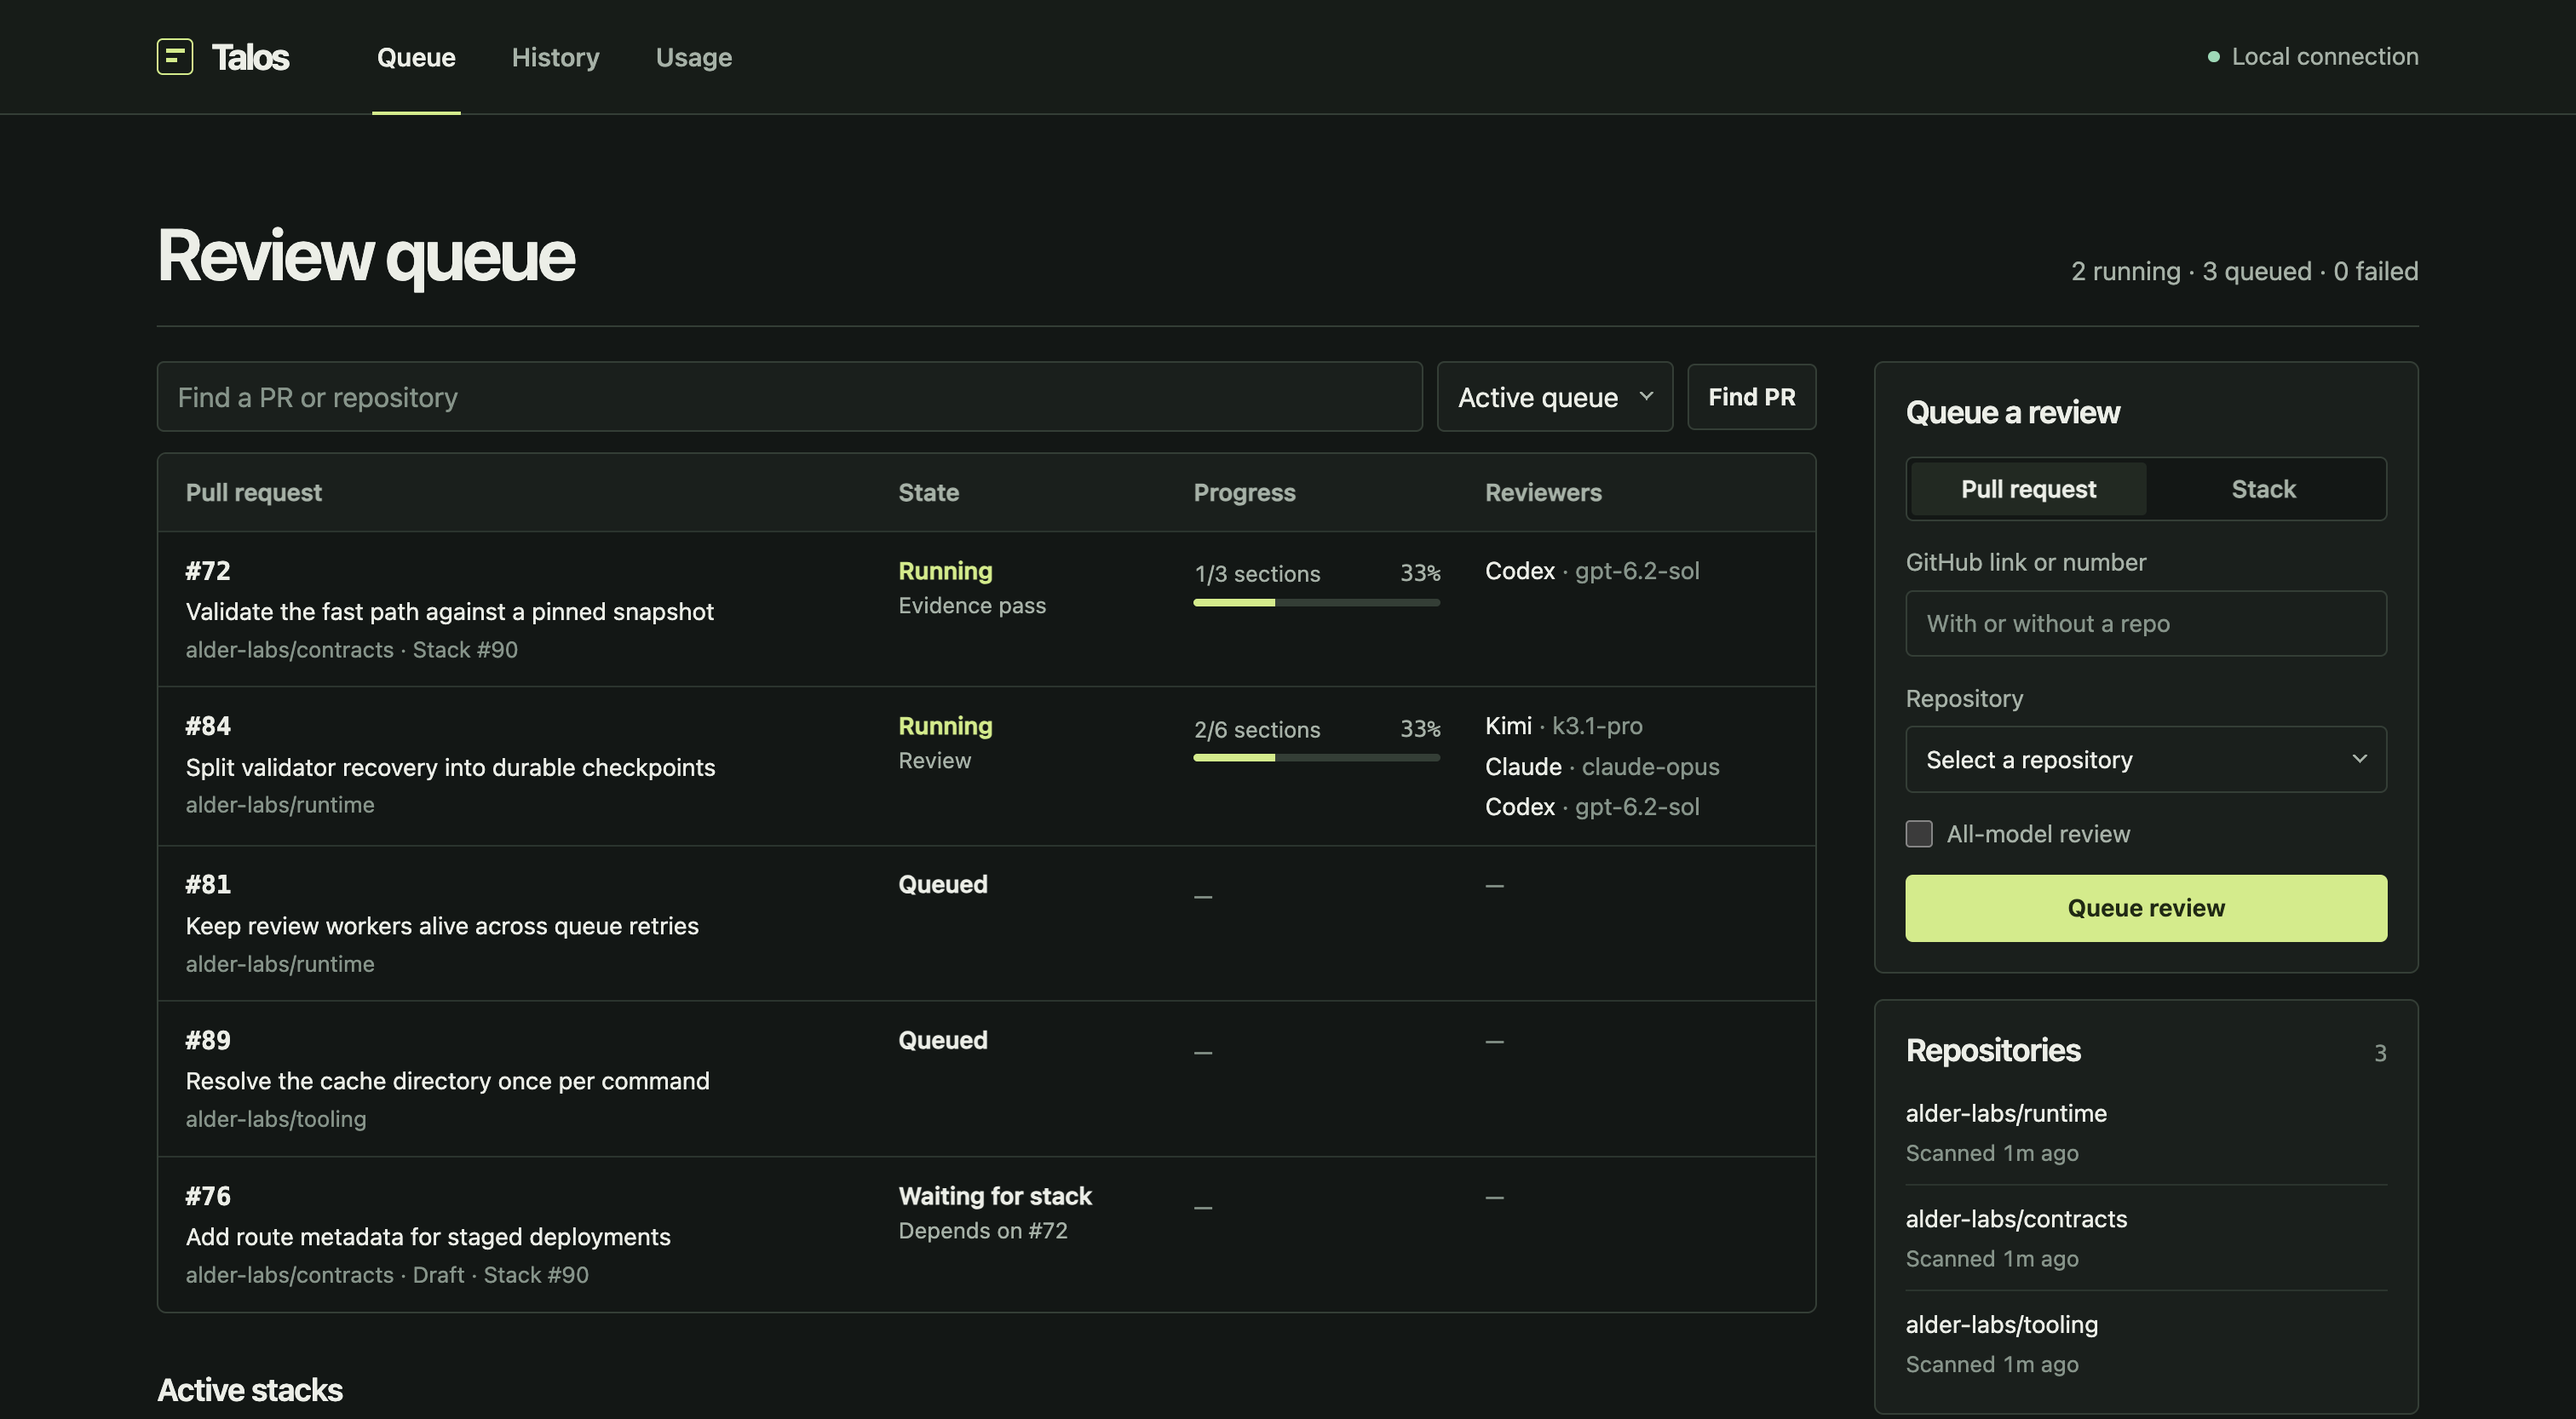 Talos
Queue
History
Usage
Local connection
Review queue
2 running · 3 queued · 0 failed
Find a PR or repository
Active queue
Find PR
Pull request State Progress Reviewers
#72
Validate the fast path against a pinned snapshot
alder-labs/contracts · Stack #90
Running
Evidence pass
1/3 sections 33%
Codex · gpt-6.2-sol
#84
Split validator recovery into durable checkpoints
alder-labs/runtime
Running
Review
2/6 sections 33%
Kimi · k3.1-pro
Claude · claude-opus
Codex · gpt-6.2-sol
#81
Keep review workers alive across queue retries
alder-labs/runtime
Queued
—
—
#89
Resolve the cache directory once per command
alder-labs/tooling
Queued
—
—
#76
Add route metadata for staged deployments
alder-labs/contracts · Draft · Stack #90
Waiting for stack
Depends on #72
—
—
Active stacks
Queue a review
Pull request
Stack
GitHub link or number
With or without a repo
Repository
Select a repository
All-model review
Queue review
Repositories 3
alder-labs/runtime
Scanned 1m ago
alder-labs/contracts
Scanned 1m ago
alder-labs/tooling
Scanned 1m ago